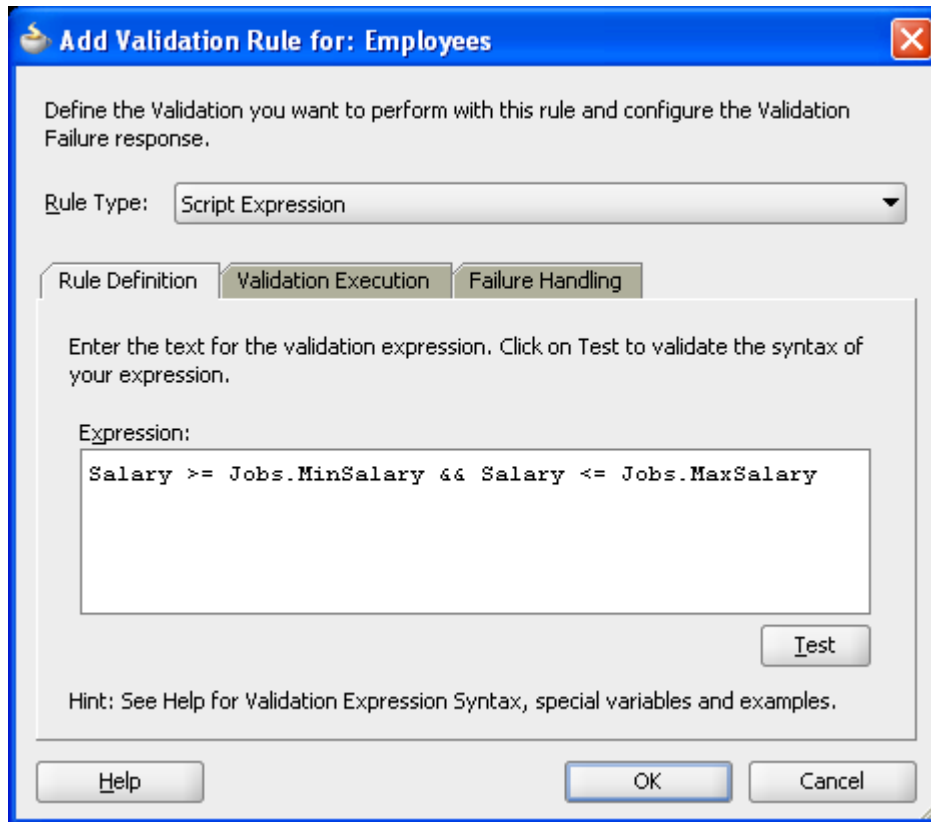 Add Validation Rule for: Employees
Define the Validation you want to perform with this rule and configure the Validation
Failure response.
Rule Type: Script Expression
Rule Definition Validation Execution Failure Handling
Enter the text for the validation expression. Click on Test to validate the syntax of
your expression.
Expression:
Salary >= Jobs.MinSalary && Salary <= Jobs.MaxSalary
Test
Hint: See Help for Validation Expression Syntax, special variables and examples.
Help OK Cancel